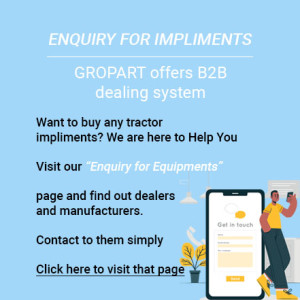 ENQUIRY FOR IMPLIMENTS
GROPART offers B2B
dealing system
Want to buy any tractor
impliments? We are here to Help You
Visit our "Enquiry for Equipments"
page and find out dealers
and manufacturers.
Contact to them simply
Click here to visit that page
Get in touch